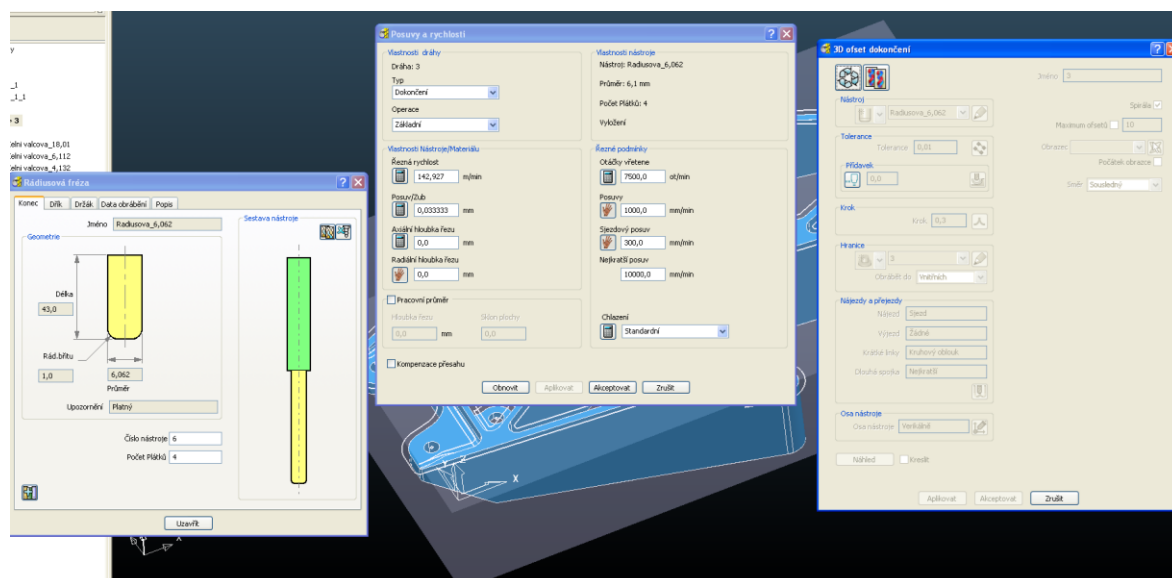 _1
_1_1
3
elni valcova_18,01
elni valcova_6,112
elni valcova_4,132
Rádiusová fréza
Konec
Dřík
Držák
Data obrábění
Popis
Jméno
Radiusova_6,062
Geometrie
Délka
43,0
Rád.břitu
1,0
6,062
Průměr
Upozornění
Platný
Číslo nástroje
6
Počet Plátků
4
Sestava nástroje
Uzavřít
Posuvy a rychlosti
Vlastnosti dráhy
Dráha: 3
Typ
Dokončení
Operace
Základní
Vlastnosti nástroje
Nástroj: Radiusova_6,062
Průměr: 6,1 mm
Počet Plátků: 4
Vyložení
Vlastnosti Nástroje/Materiálu
Řezná rychlost
142,927 m/min
Posuv/Zub
0,033333 mm
Axiální hloubka řezu
0,0 mm
Radiální hloubka řezu
0,0 mm
Řezné podmínky
Otáčky vřetene
7500,0 ot/min
Posuvy
1000,0 mm/min
Sjezdový posuv
300,0 mm/min
Nejkratší posuv
10000,0 mm/min
Pracovní průměr
Hloubka řezu
Sklon plochy
0,0 mm
0,0
Chlazení
Standardní
Kompenzace přesahu
Obnovit
Aplikovat
Akceptovat
Zrušit
Y
Z
X
3D ofset dokončení
Jméno
3
Nástroj
Radiusova_6,062
Spirála
Maximum ofsetů
10
Tolerance
Tolerance
0,01
Obrazec
Počátek obrazce
Přídavek
0,0
Směr
Sousledný
Krok
Krok
0,3
Hranice
3
Obrábět do
Vnitřních
Nájezdy a přejezdy
Nájezd
Sjezd
Výjezd
Žádné
Krátké linky
Kruhový oblouk
Dlouhá spojka
Nejkratší
Osa nástroje
Osa nástroje
Vertikálně
Náhled
Kreslit
Aplikovat
Akceptovat
Zrušit